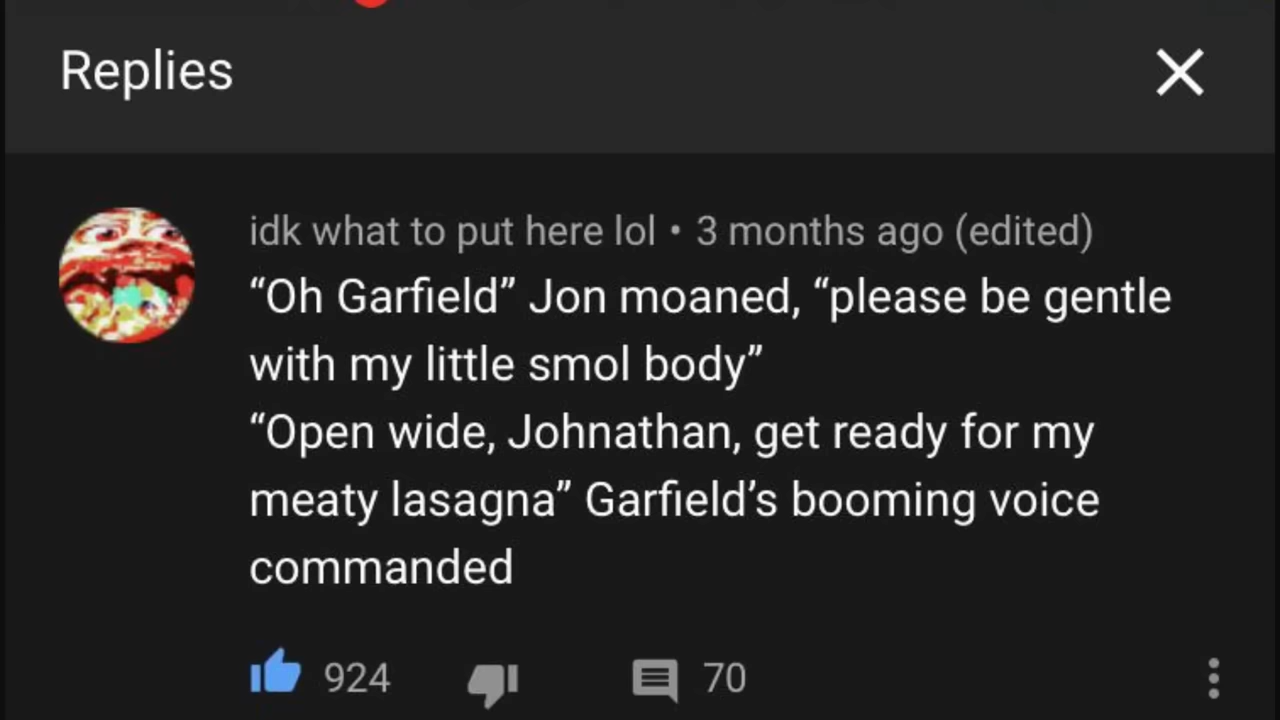 Replies
idk what to put here lol • 3 months ago (edited)
“Oh Garfield” Jon moaned, “please be gentle
with my little smol body”
“Open wide, Johnathan, get ready for my
meaty lasagna” Garfield’s booming voice
commanded
924 70